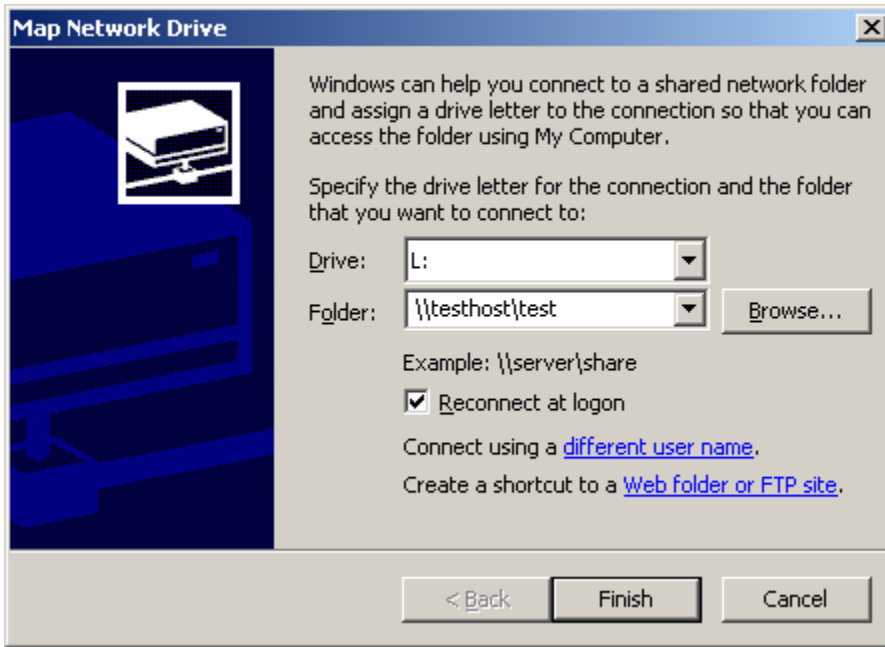 Map Network Drive
Windows can help you connect to a shared network folder
and assign a drive letter to the connection so that you can
access the folder using My Computer.
Specify the drive letter for the connection and the folder
that you want to connect to:
Drive: L:
Folder: \\testhost\test Browse...
Example: \\server\share
Reconnect at logon
Connect using a different user name.
Create a shortcut to a Web folder or FTP site.
< Back Finish Cancel